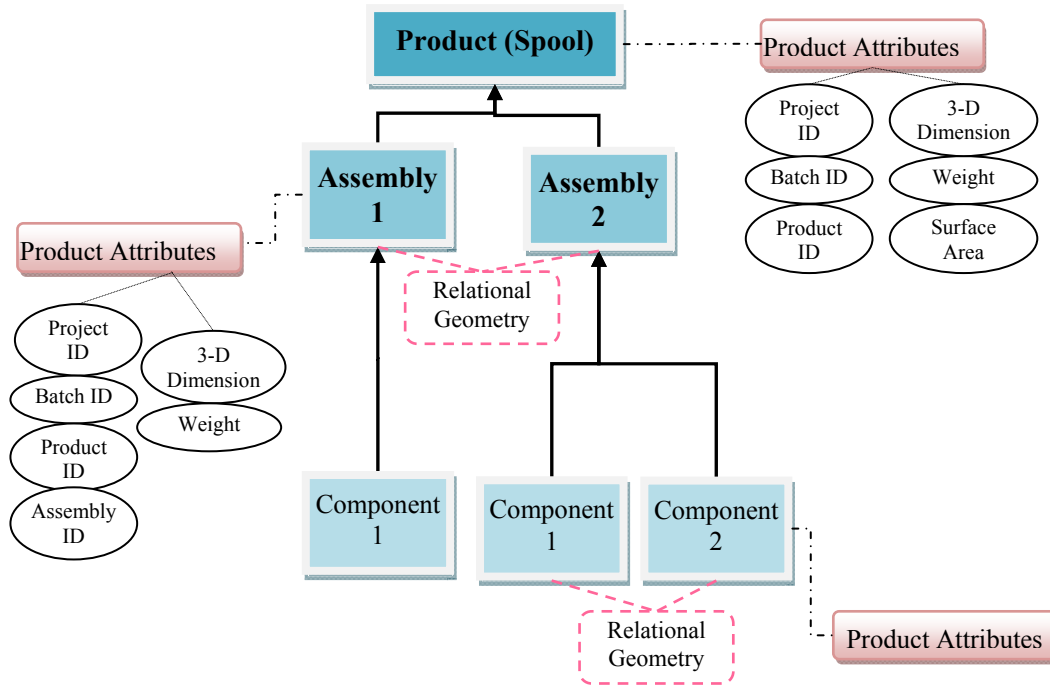 Product (Spool)
Product Attributes
Project
ID
3-D
Dimension
Batch ID
Weight
Product
ID
Surface
Area
Assembly
1
Assembly
2
Product Attributes
Relational
Geometry
Project
ID
3-D
Dimension
Batch ID
Weight
Product
ID
Assembly
ID
Component
1
Component
1
Component
2
Relational
Geometry
Product Attributes